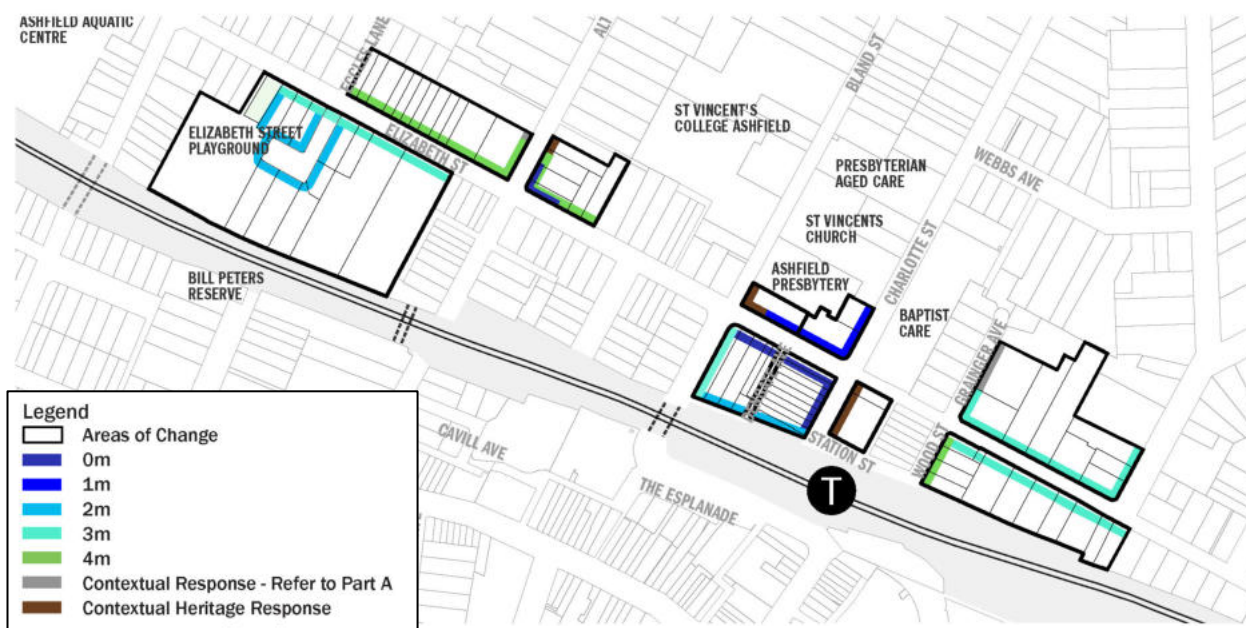 ASHFIELD AQUATIC
CENTRE
ECCLES LANE
ALT
BLAND ST
ST VINCENT'S
COLLEGE ASHFIELD
ELIZABETH STREET
PLAYGROUND
ELIZABETH ST
PRESBYTERIAN
AGED CARE
WEBBS AVE
ST VINCENTS
CHURCH
CHARLOTTE ST
BILL PETERS
RESERVE
ASHFIELD
PRESBYTERY
BAPTIST
CARE
GRAINGER AVE
CAVILL AVE
STATION ST
WOOD ST
THE ESPLANADE
T
Legend
Areas of Change
0m
1m
2m
3m
4m
Contextual Response - Refer to Part A
Contextual Heritage Response